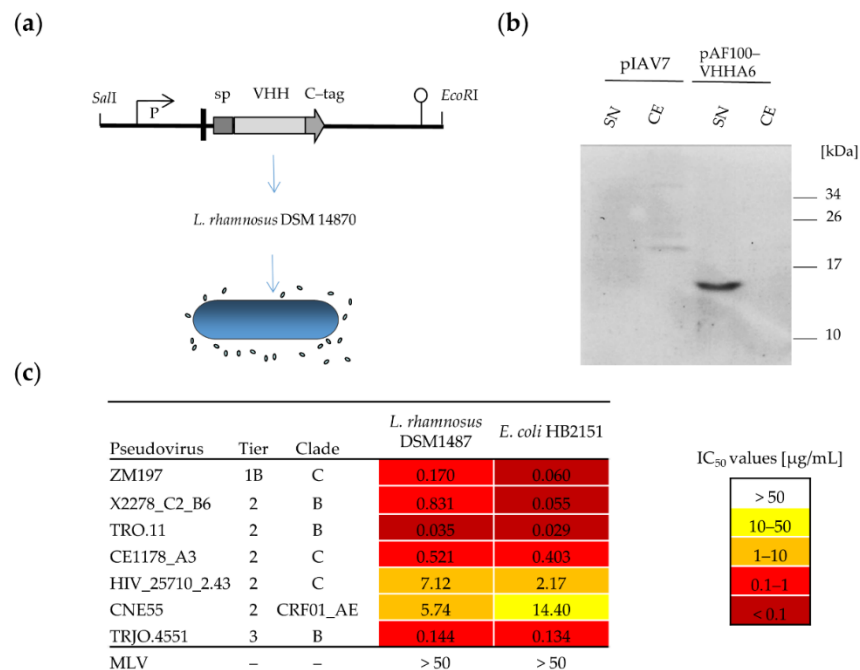 (a)
SalI
P
sp
VHH
C–tag
EcoRI
L. rhamnosus DSM 14870
(b)
pIAV7
pAF100–
VHHA6
SN
CE
SN
CE
[kDa]
34
26
17
10
(c)
L. rhamnosus
DSM1487
E. coli HB2151
Pseudovirus Tier Clade
ZM197 1B C 0.170 0.060
X2278_C2_B6 2 B 0.831 0.055
TRO.11 2 B 0.035 0.029
CE1178_A3 2 C 0.521 0.403
HIV_25710_2.43 2 C 7.12 2.17
CNE55 2 CRF01_AE 5.74 14.40
TRJO.4551 3 B 0.144 0.134
MLV – – > 50 > 50
IC50 values [µg/mL]
> 50
10–50
1–10
0.1–1
< 0.1